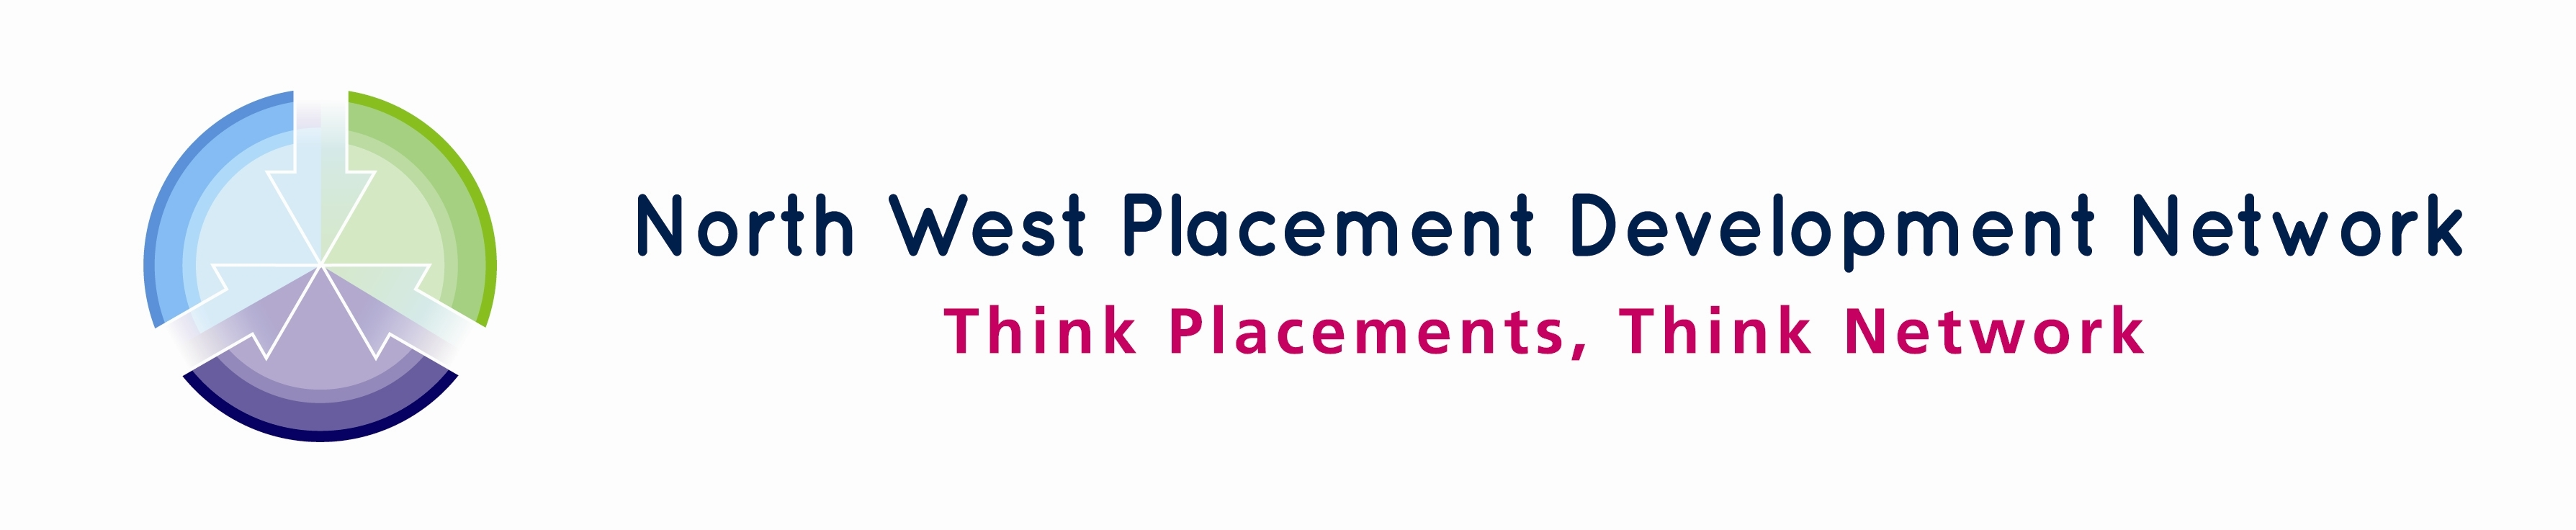 North West Placement Development Network
Think Placements, Think Network